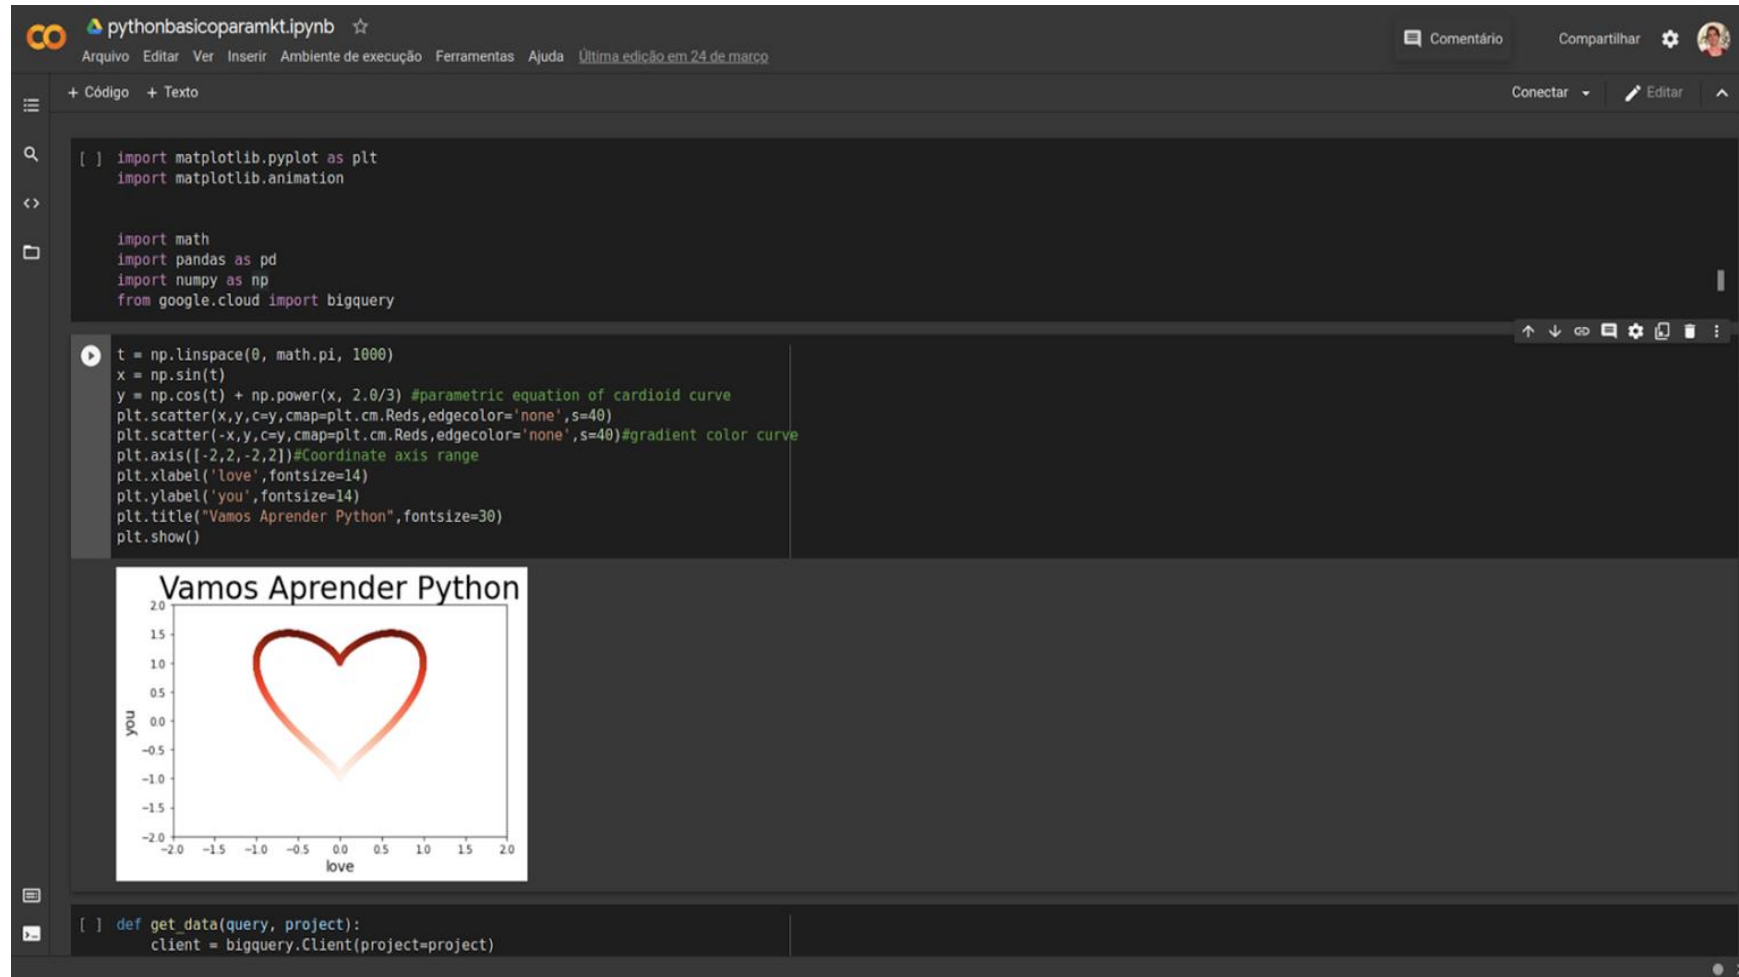 pythonbasicoparamkt.ipynb
Arquivo Editar Ver Inserir Ambiente de execução Ferramentas Ajuda Última edição em 24 de março
Comentário Compartilhar
+ Código + Texto
Conectar Editar
[ ] import matplotlib.pyplot as plt
import matplotlib.animation
import math
import pandas as pd
import numpy as np
from google.cloud import bigquery
t = np.linspace(0, math.pi, 1000)
x = np.sin(t)
y = np.cos(t) + np.power(x, 2.0/3) #parametric equation of cardioid curve
plt.scatter(x,y,c=y,cmap=plt.cm.Reds,edgecolor='none',s=40)
plt.scatter(-x,y,c=y,cmap=plt.cm.Reds,edgecolor='none',s=40)#gradient color curve
plt.axis([-2,2,-2,2])#Coordinate axis range
plt.xlabel('love',fontsize=14)
plt.ylabel('you',fontsize=14)
plt.title("Vamos Aprender Python",fontsize=30)
plt.show()
Vamos Aprender Python
2.0
1.5
1.0
0.5
0.0
−0.5
−1.0
−1.5
−2.0
you
−2.0 −1.5 −1.0 −0.5 0.0 0.5 1.0 1.5 2.0
love
[ ] def get_data(query, project):
client = bigquery.Client(project=project)